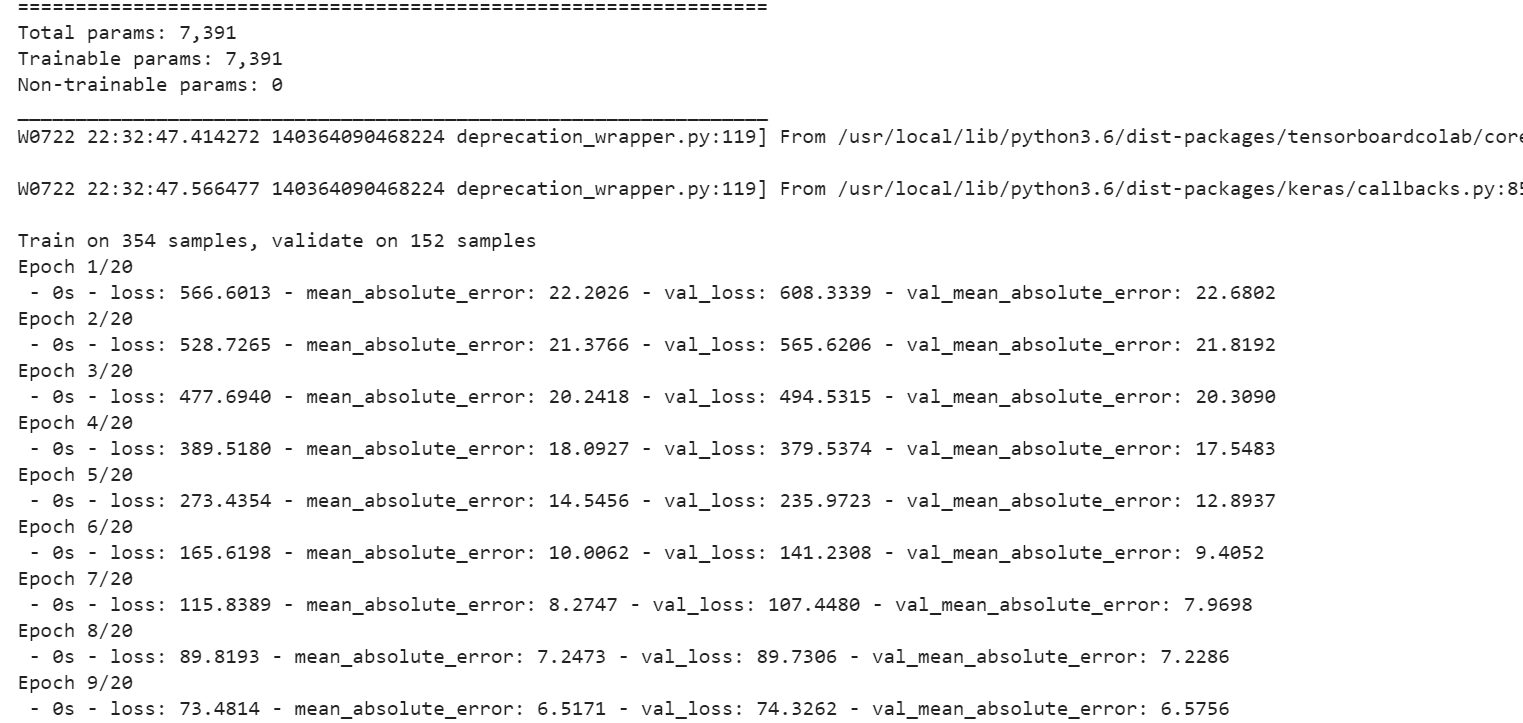 =================================================================
Total params: 7,391
Trainable params: 7,391
Non-trainable params: 0
_________________________________________________________________
W0722 22:32:47.414272 140364090468224 deprecation_wrapper.py:119] From /usr/local/lib/python3.6/dist-packages/tensorboardcolab/core
W0722 22:32:47.566477 140364090468224 deprecation_wrapper.py:119] From /usr/local/lib/python3.6/dist-packages/keras/callbacks.py:85
Train on 354 samples, validate on 152 samples
Epoch 1/20
 - 0s - loss: 566.6013 - mean_absolute_error: 22.2026 - val_loss: 608.3339 - val_mean_absolute_error: 22.6802
Epoch 2/20
 - 0s - loss: 528.7265 - mean_absolute_error: 21.3766 - val_loss: 565.6206 - val_mean_absolute_error: 21.8192
Epoch 3/20
 - 0s - loss: 477.6940 - mean_absolute_error: 20.2418 - val_loss: 494.5315 - val_mean_absolute_error: 20.3090
Epoch 4/20
 - 0s - loss: 389.5180 - mean_absolute_error: 18.0927 - val_loss: 379.5374 - val_mean_absolute_error: 17.5483
Epoch 5/20
 - 0s - loss: 273.4354 - mean_absolute_error: 14.5456 - val_loss: 235.9723 - val_mean_absolute_error: 12.8937
Epoch 6/20
 - 0s - loss: 165.6198 - mean_absolute_error: 10.0062 - val_loss: 141.2308 - val_mean_absolute_error: 9.4052
Epoch 7/20
 - 0s - loss: 115.8389 - mean_absolute_error: 8.2747 - val_loss: 107.4480 - val_mean_absolute_error: 7.9698
Epoch 8/20
 - 0s - loss: 89.8193 - mean_absolute_error: 7.2473 - val_loss: 89.7306 - val_mean_absolute_error: 7.2286
Epoch 9/20
 - 0s - loss: 73.4814 - mean_absolute_error: 6.5171 - val_loss: 74.3262 - val_mean_absolute_error: 6.5756